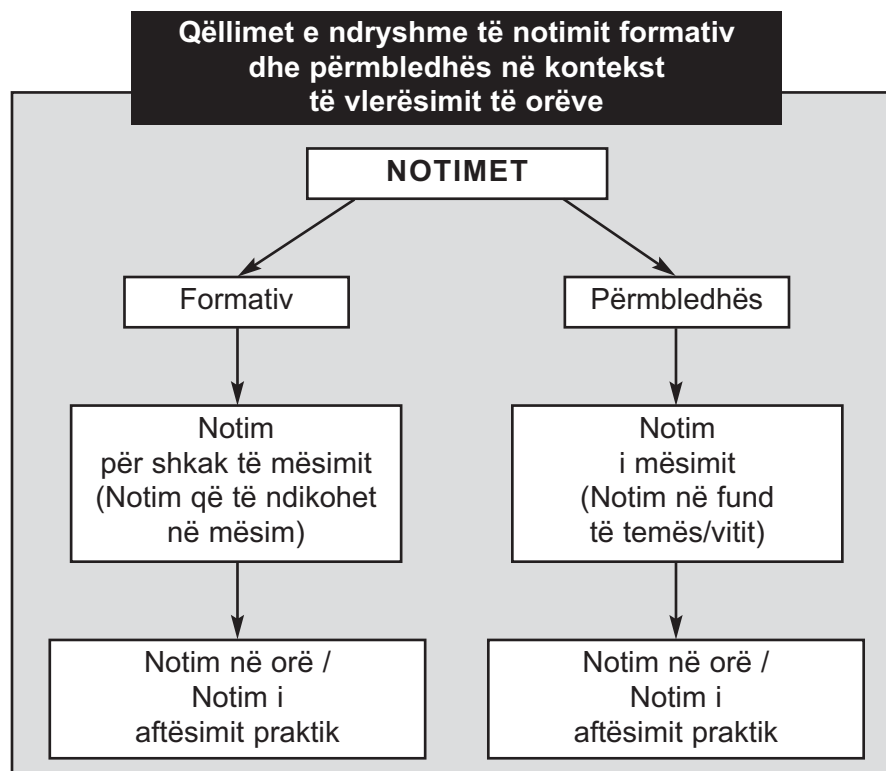 Qëllimet e ndryshme të notimit formativ
dhe përmbledhës në kontekst
të vlerësimit të orëve
NOTIMET
Formativ
Përmbledhës
Notim
për shkak të mësimit
(Notim që të ndikohet
në mësim)
Notim
i mësimit
(Notim në fund
të temës/vitit)
Notim në orë /
Notim i
aftësimit praktik
Notim në orë /
Notim i
aftësimit praktik